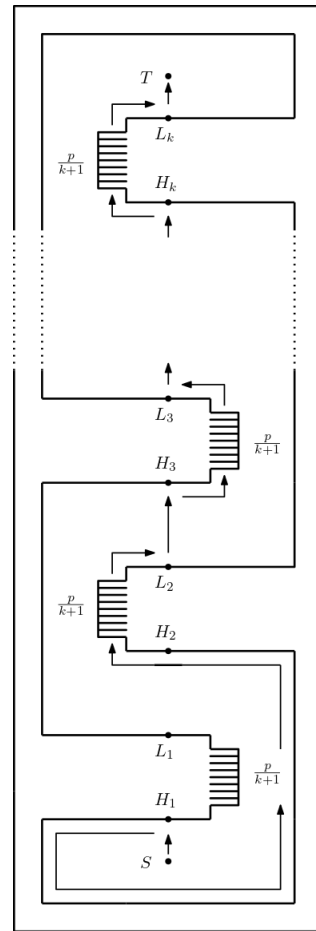 T
L_k
p/(k+1)
H_k
L_3
p/(k+1)
H_3
L_2
p/(k+1)
H_2
L_1
p/(k+1)
H_1
S